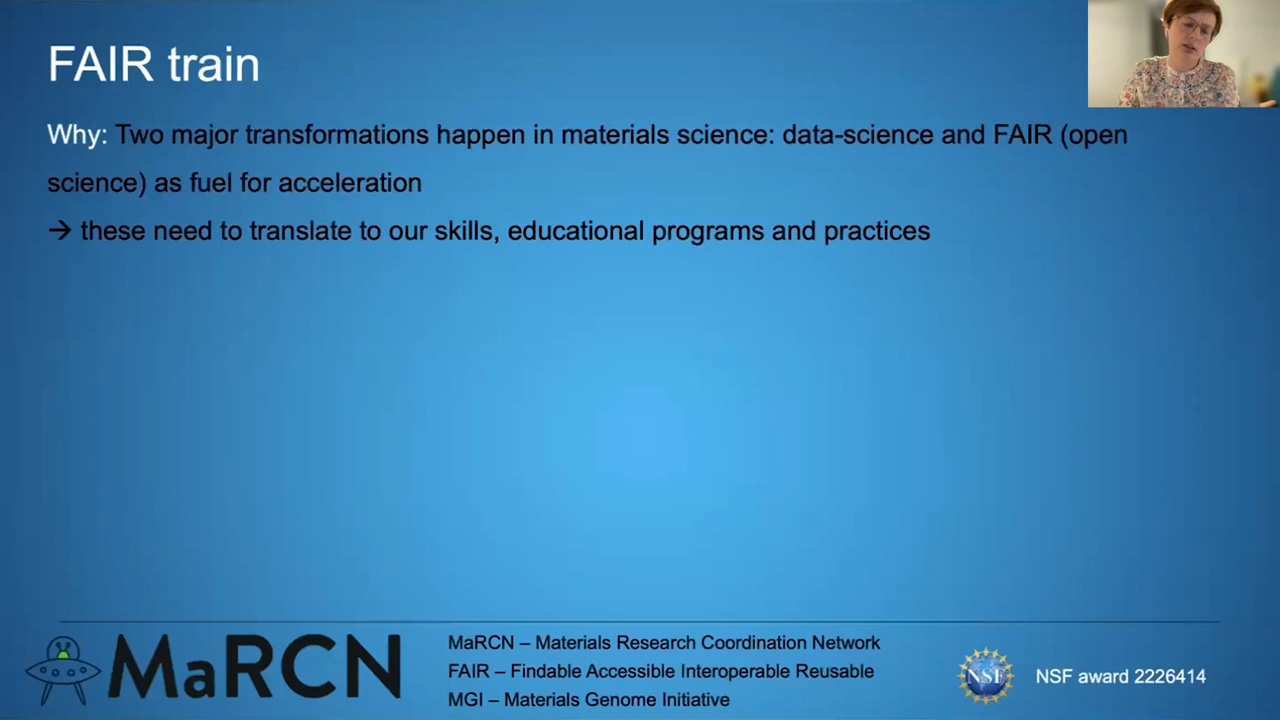 FAIR train
Why: Two major transformations happen in materials science: data-science and FAIR (open
science) as fuel for acceleration
→ these need to translate to our skills, educational programs and practices
MaRCN
MaRCN – Materials Research Coordination Network
FAIR – Findable Accessible Interoperable Reusable
MGI – Materials Genome Initiative
NSF
NSF award 2226414